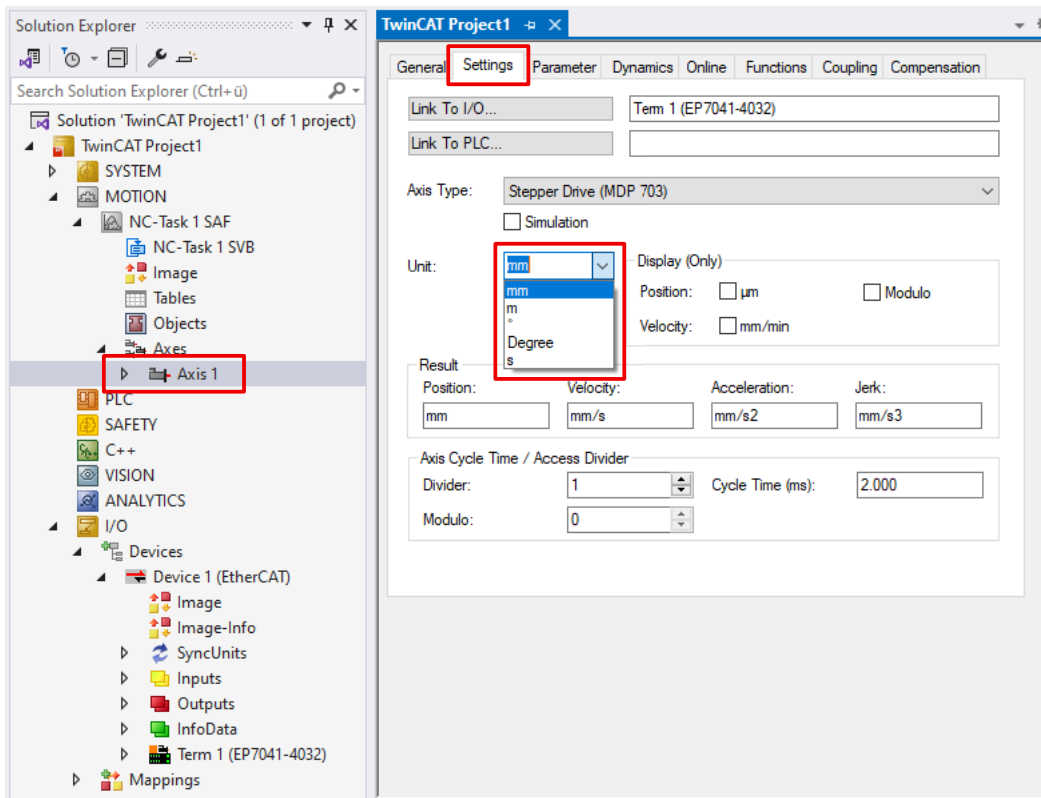 Solution Explorer
Search Solution Explorer (Ctrl+ü)
Solution 'TwinCAT Project1' (1 of 1 project)
TwinCAT Project1
SYSTEM
MOTION
NC-Task 1 SAF
NC-Task 1 SVB
Image
Tables
Objects
Axes
Axis 1
PLC
SAFETY
C++
VISION
ANALYTICS
I/O
Devices
Device 1 (EtherCAT)
Image
Image-Info
SyncUnits
Inputs
Outputs
InfoData
Term 1 (EP7041-4032)
Mappings
TwinCAT Project1
General Settings Parameter Dynamics Online Functions Coupling Compensation
Link To I/O... Term 1 (EP7041-4032)
Link To PLC...
Axis Type: Stepper Drive (MDP 703)
Simulation
Unit: mm Display (Only)
mm Position: µm Modulo
m
° Velocity: mm/min
Degree
s
Result
Position: Velocity: Acceleration: Jerk:
mm mm/s mm/s2 mm/s3
Axis Cycle Time / Access Divider
Divider: 1 Cycle Time (ms): 2.000
Modulo: 0